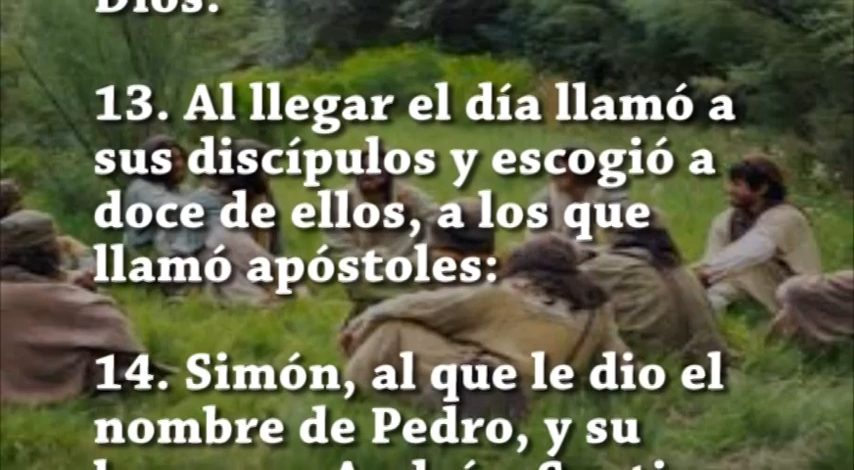 Dios.
13. Al llegar el día llamó a
sus discípulos y escogió a
doce de ellos, a los que
llamó apóstoles:
14. Simón, al que le dio el
nombre de Pedro, y su